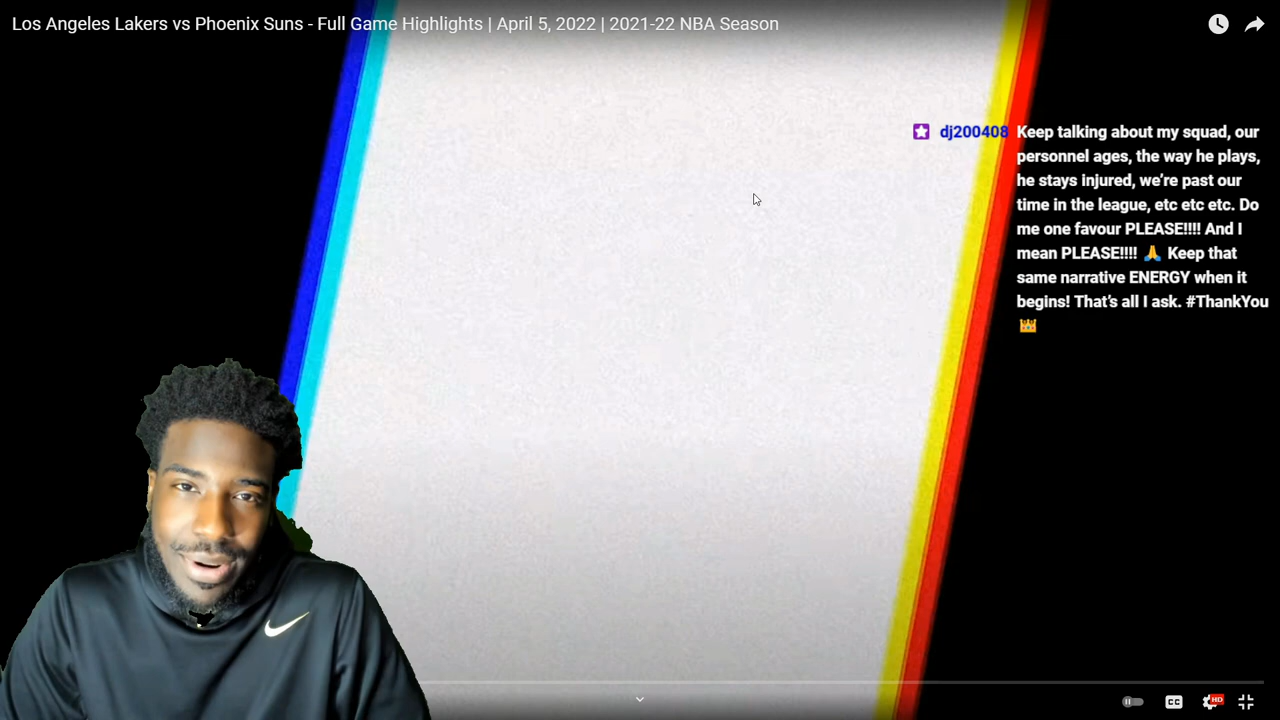 Los Angeles Lakers vs Phoenix Suns - Full Game Highlights | April 5, 2022 | 2021-22 NBA Season
dj200408 Keep talking about my squad, our
personnel ages, the way he plays,
he stays injured, we’re past our
time in the league, etc etc etc. Do
me one favour PLEASE!!!! And I
mean PLEASE!!!! 🙏 Keep that
same narrative ENERGY when it
begins! That’s all I ask. #ThankYou
👑
CC
HD